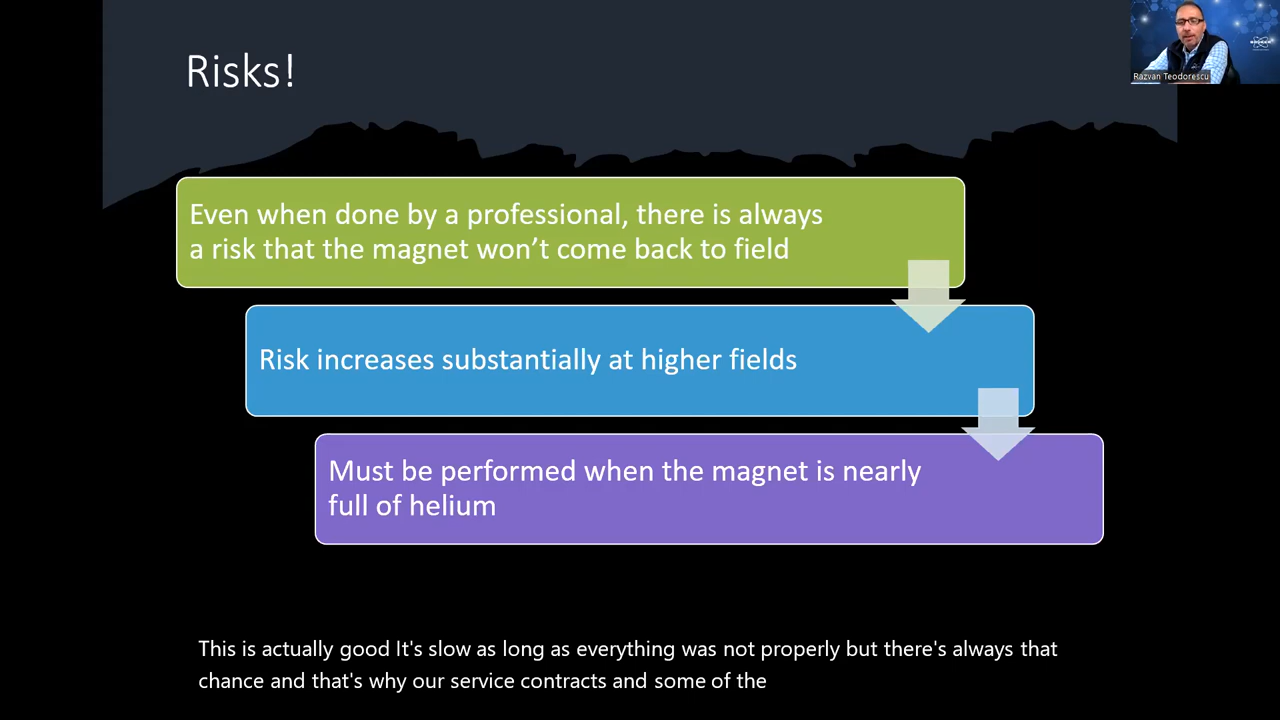 Risks!
Razvan Teodorescu
Even when done by a professional, there is always
a risk that the magnet won’t come back to field
Risk increases substantially at higher fields
Must be performed when the magnet is nearly
full of helium
This is actually good It's slow as long as everything was not properly but there's always that
chance and that's why our service contracts and some of the